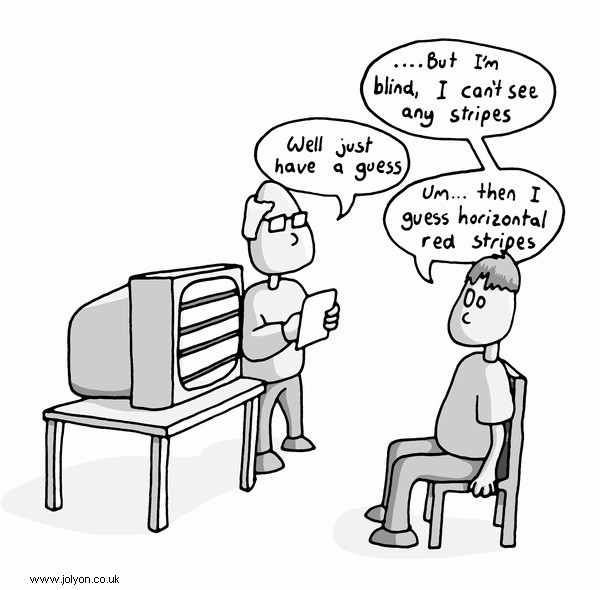 ....But I'm
blind, I can't see
any stripes
Well just
have a guess
Um... then I
guess horizontal
red stripes
www.jolyon.co.uk